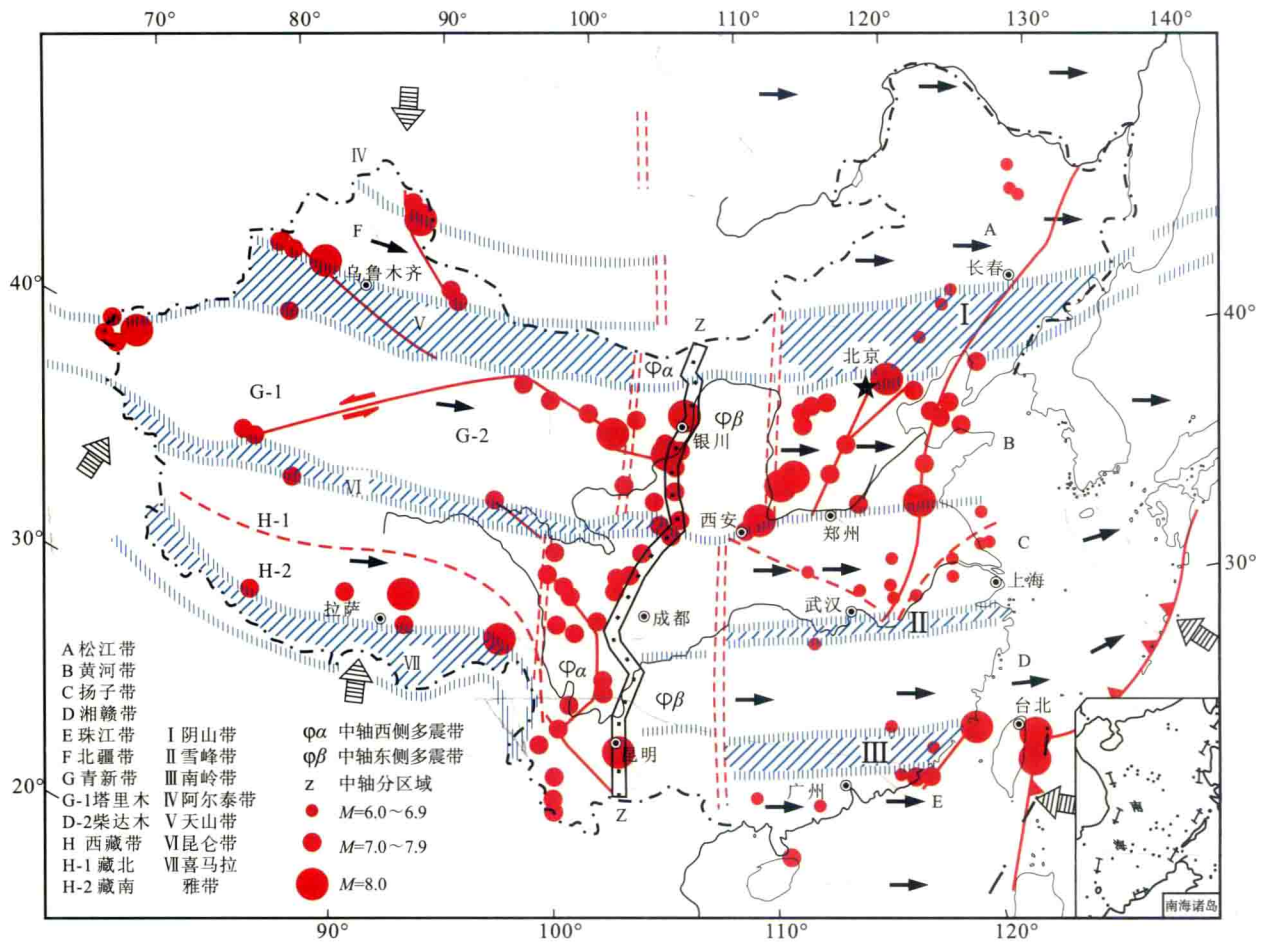 70° 80° 90° 100° 110° 120° 130° 140°
Ⅳ
F
A
乌鲁木齐
长春
40°
Ⅴ
Ⅰ
40°
Z
φα
北京
G-1
G-2
φβ
银川
B
Ⅵ
H-1
西安
郑州
C
30°
30°
H-2
拉萨
成都
武汉
上海
Ⅱ
Ⅶ
φα
φβ
D
台北
昆明
Ⅲ
广州
E
20°
Z
A 松江带
B 黄河带
C 扬子带
D 湘赣带
E 珠江带
F 北疆带
G 青新带
G-1 塔里木
D-2 柴达木
H 西藏带
H-1 藏北
H-2 藏南
Ⅰ 阴山带
Ⅱ 雪峰带
Ⅲ 南岭带
Ⅳ 阿尔泰带
Ⅴ 天山带
Ⅵ 昆仑带
Ⅶ 喜马拉
雅带
φα 中轴西侧多震带
φβ 中轴东侧多震带
z 中轴分区域
M=6.0～6.9
M=7.0～7.9
M=8.0
南
海
南海诸岛
90° 100° 110° 120°